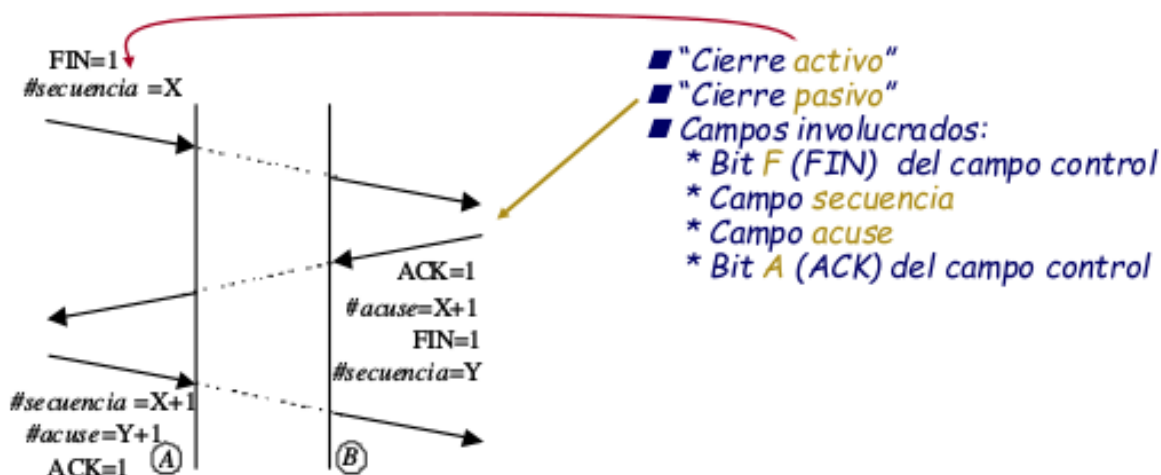 FIN=1
#secuencia =X
ACK=1
#acuse=X+1
FIN=1
#secuencia=Y
#secuencia =X+1
#acuse=Y+1
ACK=1
A
B
■ "Cierre activo"
■ "Cierre pasivo"
■ Campos involucrados:
* Bit F (FIN) del campo control
* Campo secuencia
* Campo acuse
* Bit A (ACK) del campo control